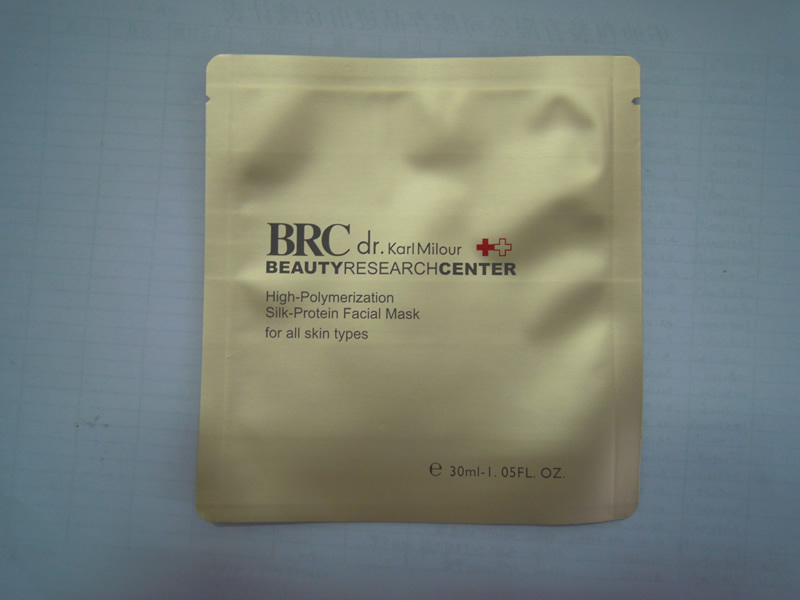 BRC dr. Karl Milour
BEAUTYRESEARCHCENTER
High-Polymerization
Silk-Protein Facial Mask
for all skin types
e 30ml-1. 05FL. OZ.